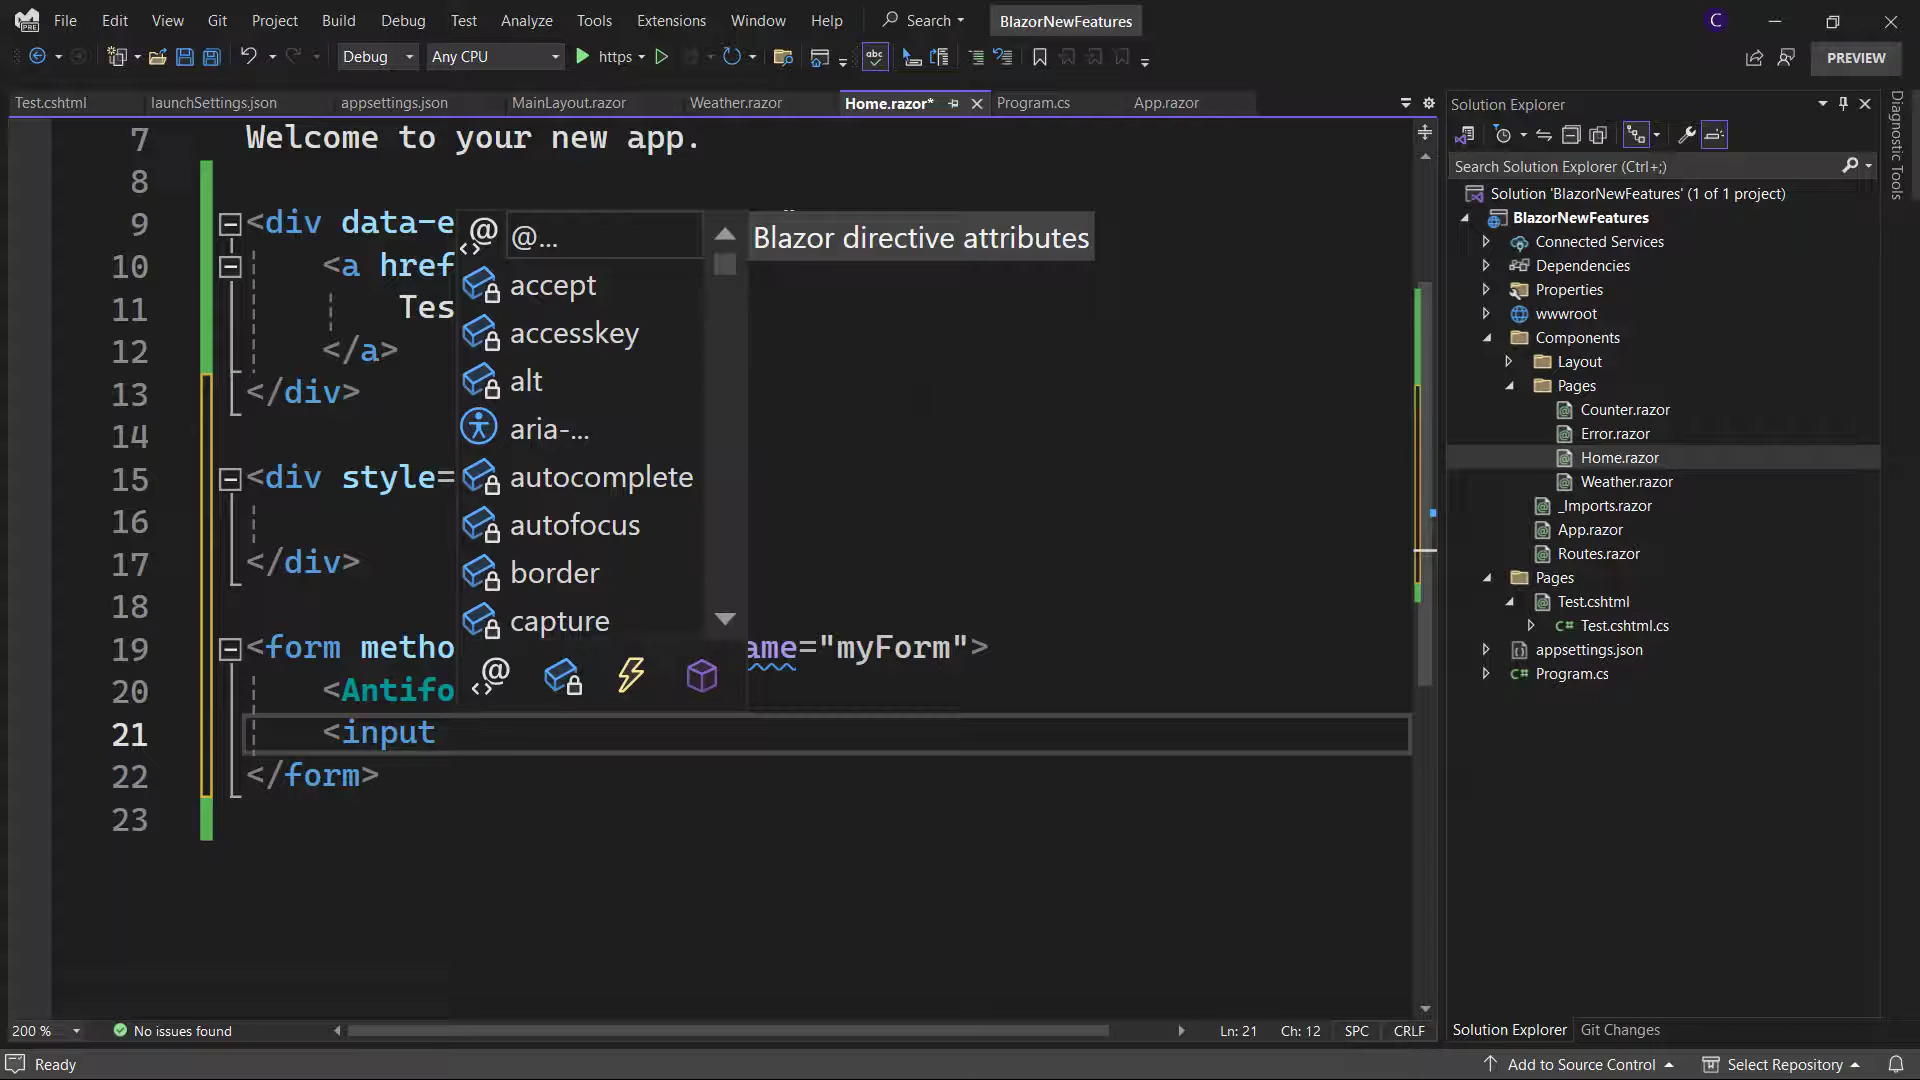 File Edit View Git Project Build Debug Test Analyze Tools Extensions Window Help Search BlazorNewFeatures C
Debug Any CPU https PREVIEW
Test.cshtml launchSettings.json appsettings.json MainLayout.razor Weather.razor Home.razor* Program.cs App.razor
7 Welcome to your new app.
8
9 <div data-e
10 <a href
11 Tes
12 </a>
13 </div>
14
15 <div style=
16
17 </div>
18
19 <form metho ame="myForm">
20 <Antifo
21 <input
22 </form>
23
@...
accept
accesskey
alt
aria-...
autocomplete
autofocus
border
capture
Blazor directive attributes
200 % No issues found Ln: 21 Ch: 12 SPC CRLF
Solution Explorer
Search Solution Explorer (Ctrl+;)
Solution 'BlazorNewFeatures' (1 of 1 project)
BlazorNewFeatures
Connected Services
Dependencies
Properties
wwwroot
Components
Layout
Pages
Counter.razor
Error.razor
Home.razor
Weather.razor
_Imports.razor
App.razor
Routes.razor
Pages
Test.cshtml
C# Test.cshtml.cs
appsettings.json
C# Program.cs
Solution Explorer Git Changes
Diagnostic Tools
Ready Add to Source Control Select Repository